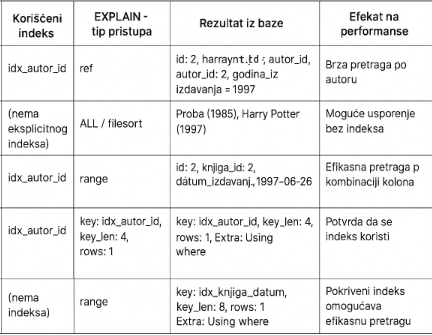 Korišćeni
indeks
EXPLAIN -
tip pristupa
Rezultat iz baze
Efekat na
performanse
idx_autor_id
ref
id: 2, autor_id,
autor_id: 2, godina_iz
izdavanja = 1997
Brza pretraga po
autoru
(nema
eksplicitnog
indeksa)
ALL / filesort
Proba (1985), Harry Potter
(1997)
Moguće usporenje
bez indeksa
idx_autor_id
range
id: 2, knjiga_id: 2,
dátum_izdavanj.,1997-06-26
Efikasna pretraga p
kombinaciji kolona
idx_autor_id
key: idx_autor_id,
key_len: 4,
rows: 1
key: idx_autor_id, key_len: 4,
rows: 1, Extra: Using
where
Potvrda da se
indeks koristi
(nema
indeksa)
range
key: idx_knjiga_datum,
key_len: 8, rows: 1
Extra: Using where
Pokriveni indeks
omogućava
efikasnu pretragu